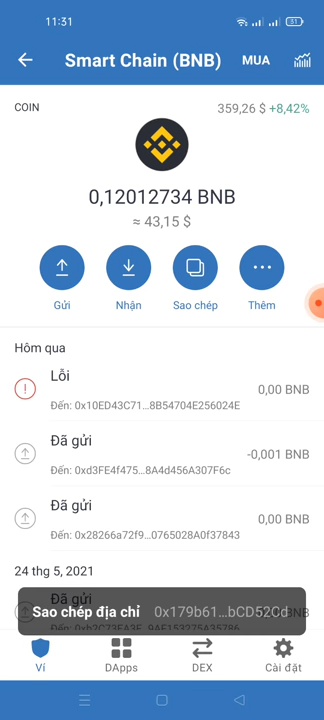 11:31
31
Smart Chain (BNB)
MUA
COIN
359,26 $ +8,42%
0,12012734 BNB
≈ 43,15 $
Gửi
Nhận
Sao chép
Thêm
Hôm qua
Lỗi
0,00 BNB
Đến: 0x10ED43C71...8B54704E256024E
Đã gửi
-0,001 BNB
Đến: 0xd3FE4f475...8A4d456A307F6c
Đã gửi
0,00 BNB
Đến: 0x28266a72f9...0765028A0f37843
24 thg 5, 2021
Đã gửi
Sao chép địa chỉ
Ví
DApps
DEX
Cài đặt